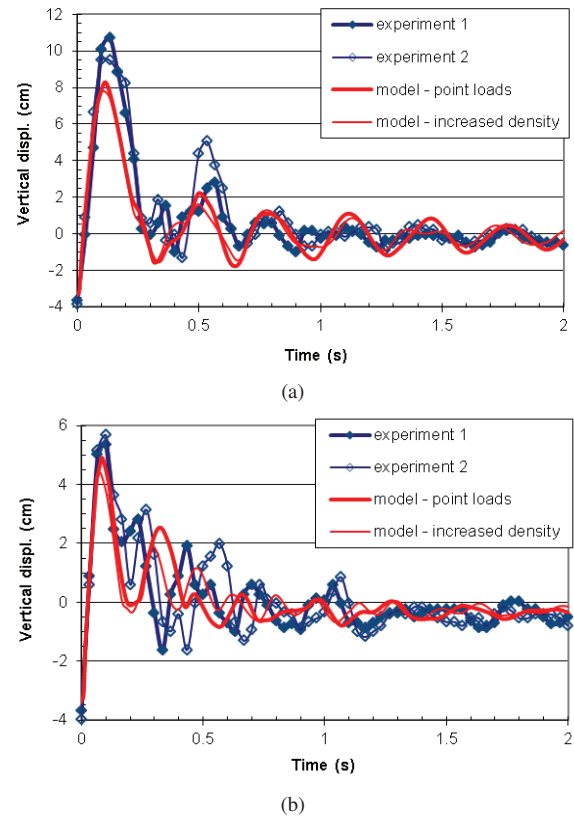 12
10
8
6
4
2
0
-2
-4
Vertical displ. (cm)
experiment 1
experiment 2
model - point loads
model - increased density
0
0.5
1
1.5
2
Time (s)
(a)
6
4
2
0
-2
-4
Vertical displ. (cm)
experiment 1
experiment 2
model - point loads
model - increased density
0
0.5
1
1.5
2
Time (s)
(b)